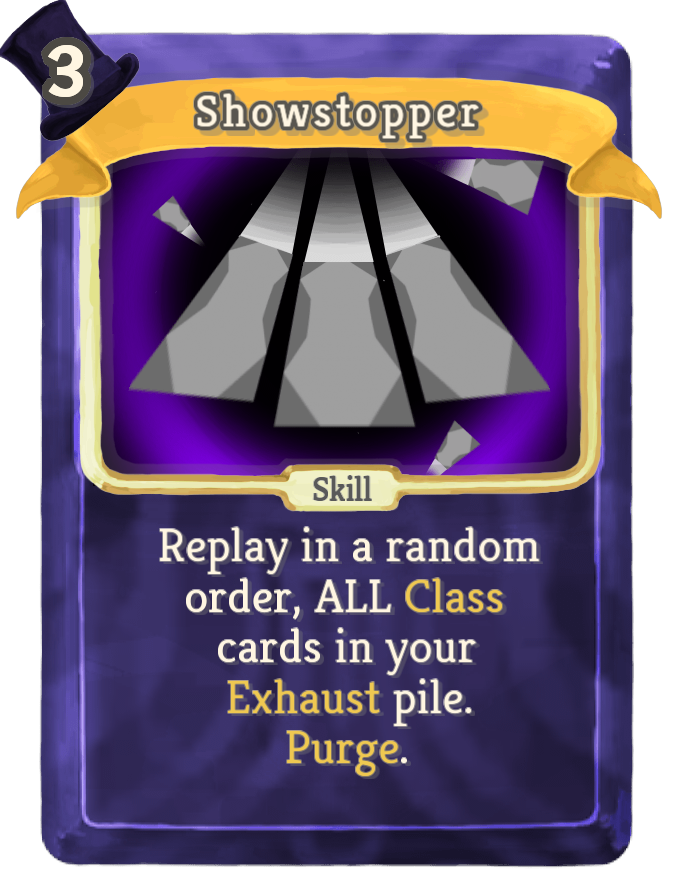 3
Showstopper
Skill
Replay in a random
order, ALL Class
cards in your
Exhaust pile.
Purge.